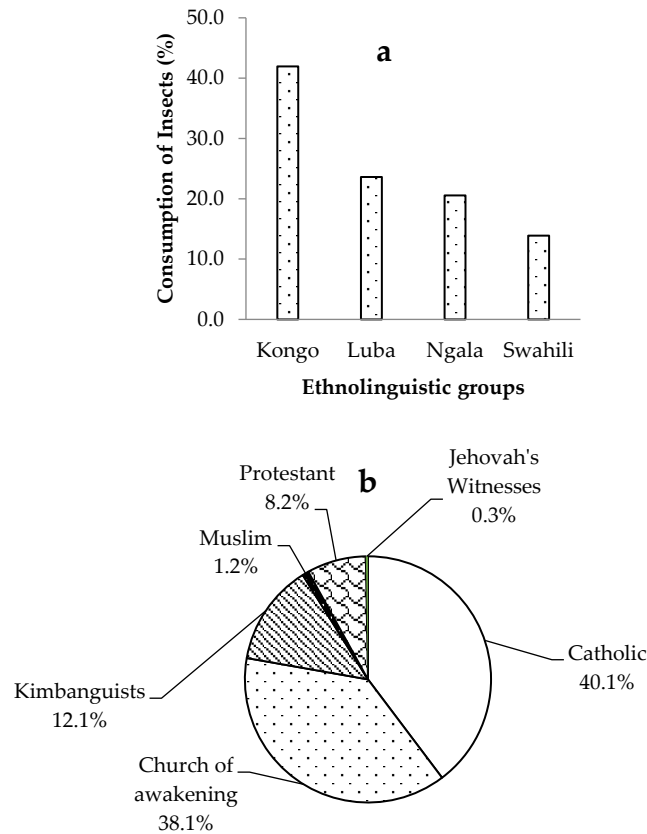 50.0
40.0
30.0
20.0
10.0
0.0
Consumption of Insects (%)
a
Kongo Luba Ngala Swahili
Ethnolinguistic groups
b
Jehovah's
Witnesses
0.3%
Protestant
8.2%
Muslim
1.2%
Catholic
40.1%
Kimbanguists
12.1%
Church of
awakening
38.1%